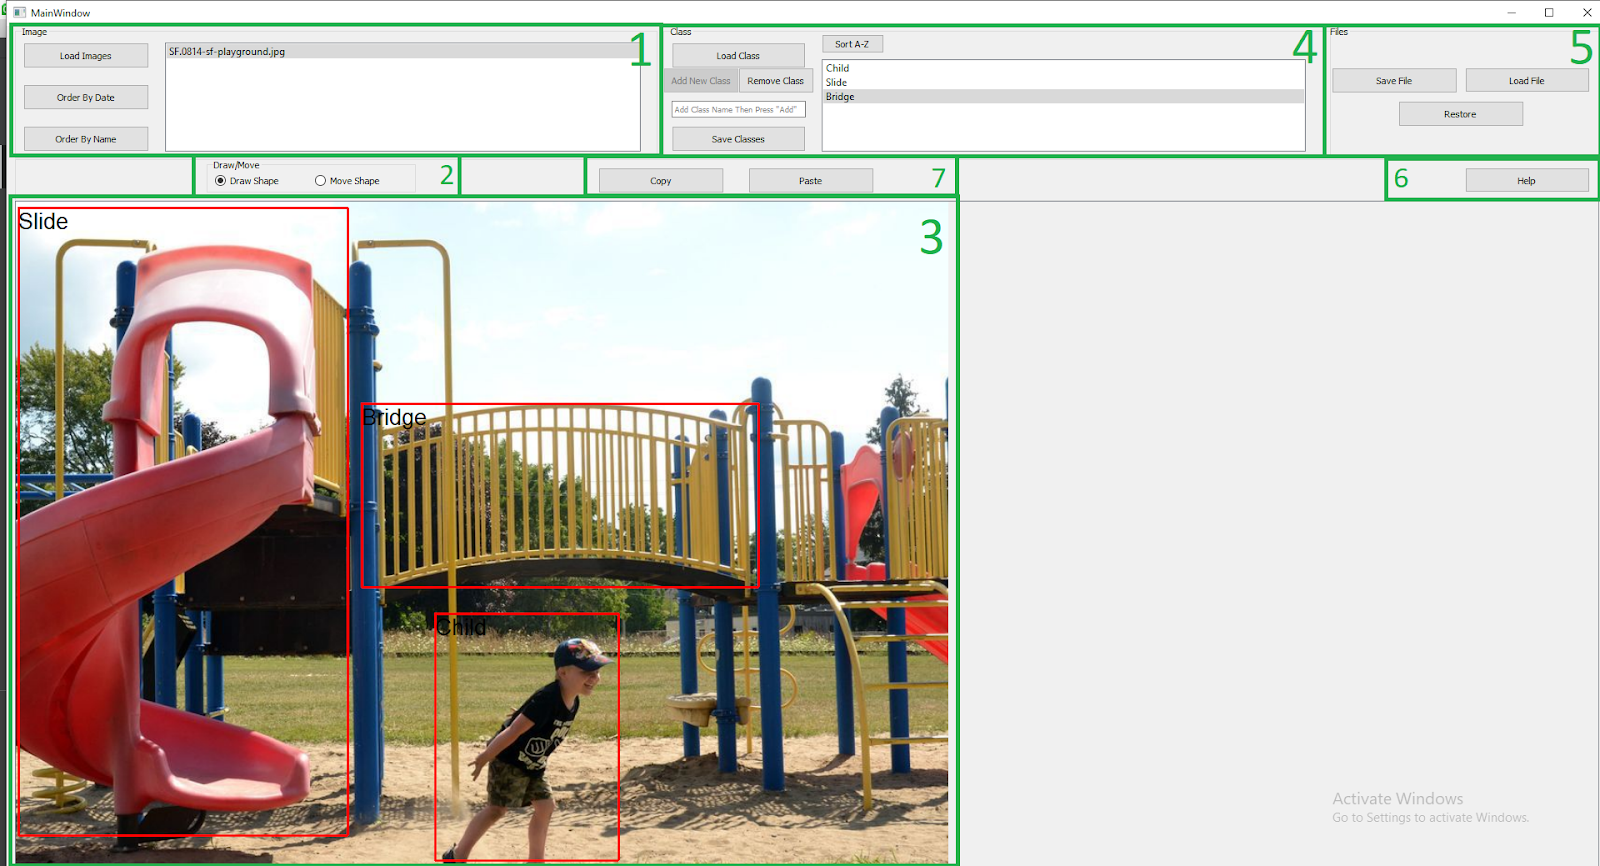 MainWindow
Image
Load Images
Order By Date
Order By Name
SF.0814-sf-playground.jpg
1
Class
Load Class
Add New Class
Remove Class
Add Class Name Then Press "Add"
Save Classes
Sort A-Z
Child
Slide
Bridge
4
Files
5
Save File
Load File
Restore
Draw/Move
Draw Shape
Move Shape
2
Copy
Paste
7
6
Help
3
Slide
Bridge
Child
Activate Windows
Go to Settings to activate Windows.